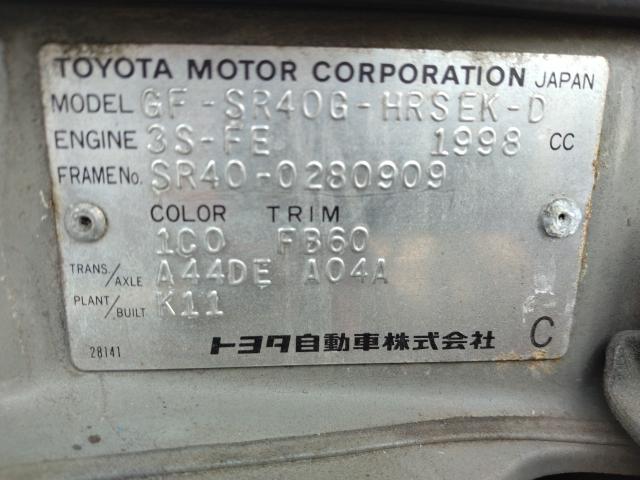 TOYOTA MOTOR CORPORATION JAPAN
MODEL GF-SR40G-HRSEK-D
ENGINE 3S-FE 1998 CC
FRAME No. SR40-0280909
COLOR TRIM
1C0 FB60
TRANS./AXLE A44DE A04A
PLANT/BUILT K11
28141 トヨタ自動車株式会社 C